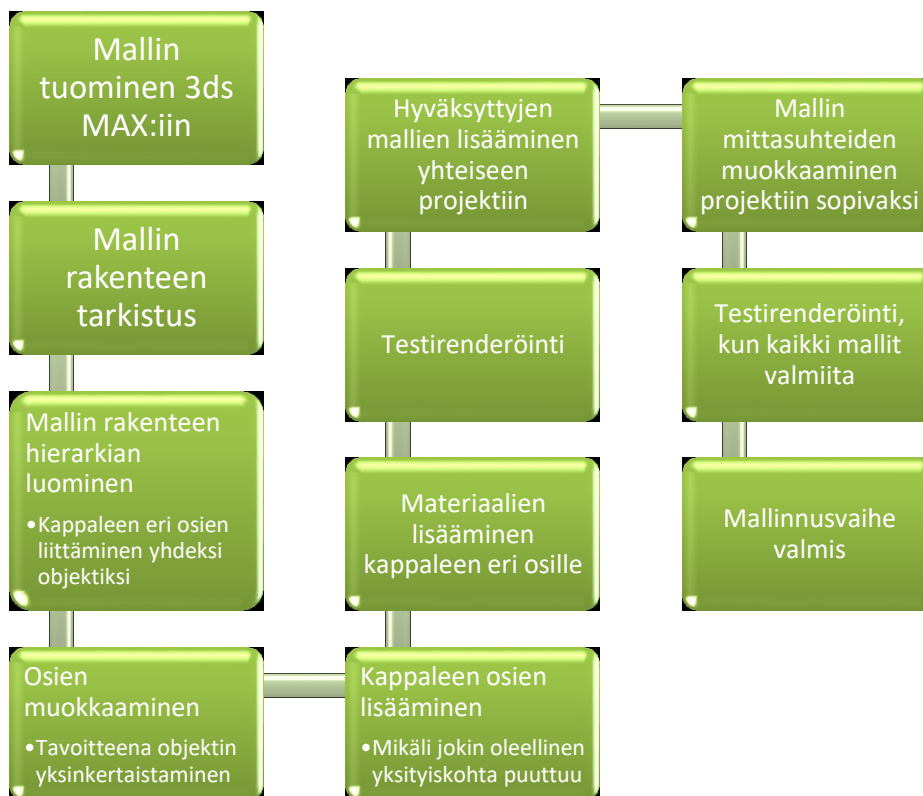 Mallin
tuominen 3ds
MAX:iin
Mallin
rakenteen
tarkistus
Mallin rakenteen
hierarkian
luominen
•Kappaleen eri osien
liittäminen yhdeksi
objektiksi
Osien
muokkaaminen
•Tavoitteena objektin
yksinkertaistaminen
Kappaleen osien
lisääminen
•Mikäli jokin oleellinen
yksityiskohta puuttuu
Materiaalien
lisääminen
kappaleen eri osille
Testirenderöinti
Hyväksyttyjen
mallien lisääminen
yhteiseen
projektiin
Mallin
mittasuhteiden
muokkaaminen
projektiin sopivaksi
Testirenderöinti,
kun kaikki mallit
valmiita
Mallinnusvaihe
valmis